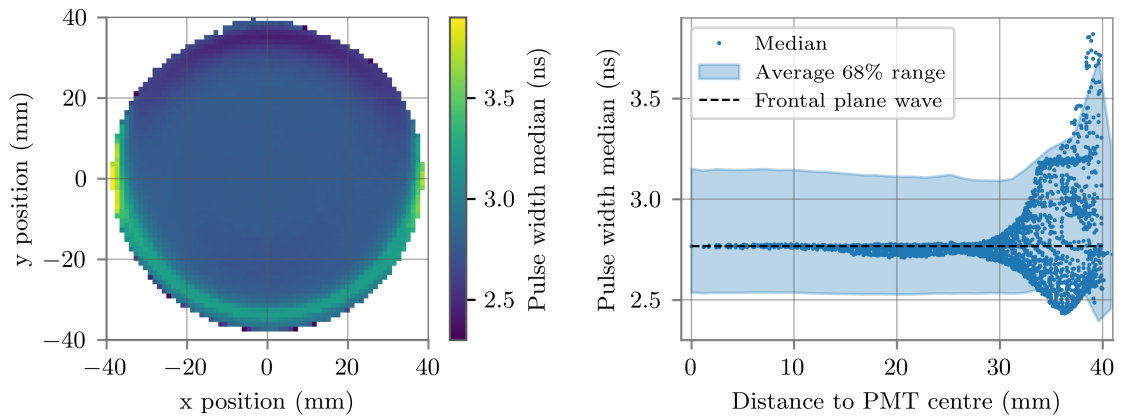 40
20
0
−20
−40
−40
−20
0
20
40
y position (mm)
x position (mm)
3.5
3.0
2.5
Pulse width median (ns)
Pulse width median (ns)
3.5
3.0
2.5
Median
Average 68% range
Frontal plane wave
0
10
20
30
40
Distance to PMT centre (mm)